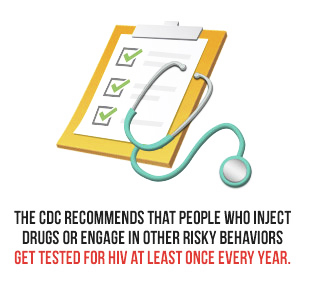 THE CDC RECOMMENDS THAT PEOPLE WHO INJECT
DRUGS OR ENGAGE IN OTHER RISKY BEHAVIORS
GET TESTED FOR HIV AT LEAST ONCE EVERY YEAR.